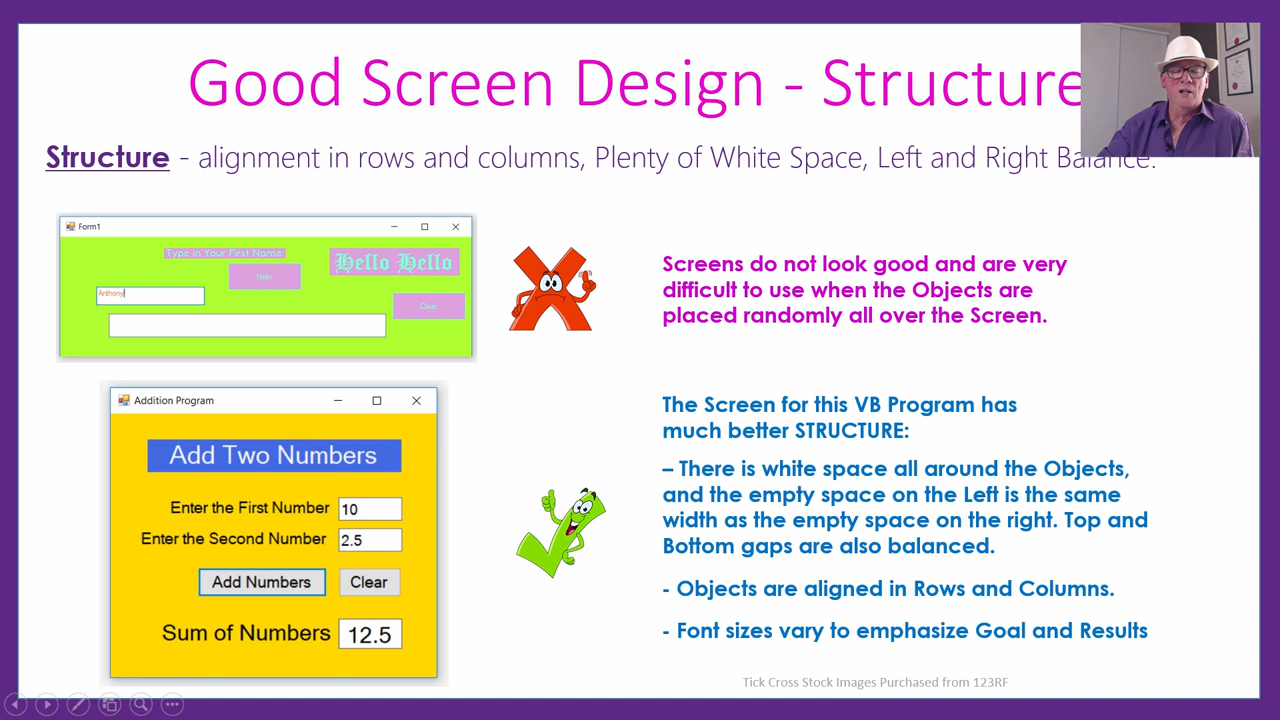 Good Screen Design - Structure
Structure - alignment in rows and columns, Plenty of White Space, Left and Right Balance.
Form1
Type In Your First Name
Hello Hello
Hello
Anthony
Clear
Screens do not look good and are very
difficult to use when the Objects are
placed randomly all over the Screen.
Addition Program
Add Two Numbers
Enter the First Number 10
Enter the Second Number 2.5
Add Numbers Clear
Sum of Numbers 12.5
The Screen for this VB Program has
much better STRUCTURE:
– There is white space all around the Objects,
and the empty space on the Left is the same
width as the empty space on the right. Top and
Bottom gaps are also balanced.
- Objects are aligned in Rows and Columns.
- Font sizes vary to emphasize Goal and Results
Tick Cross Stock Images Purchased from 123RF